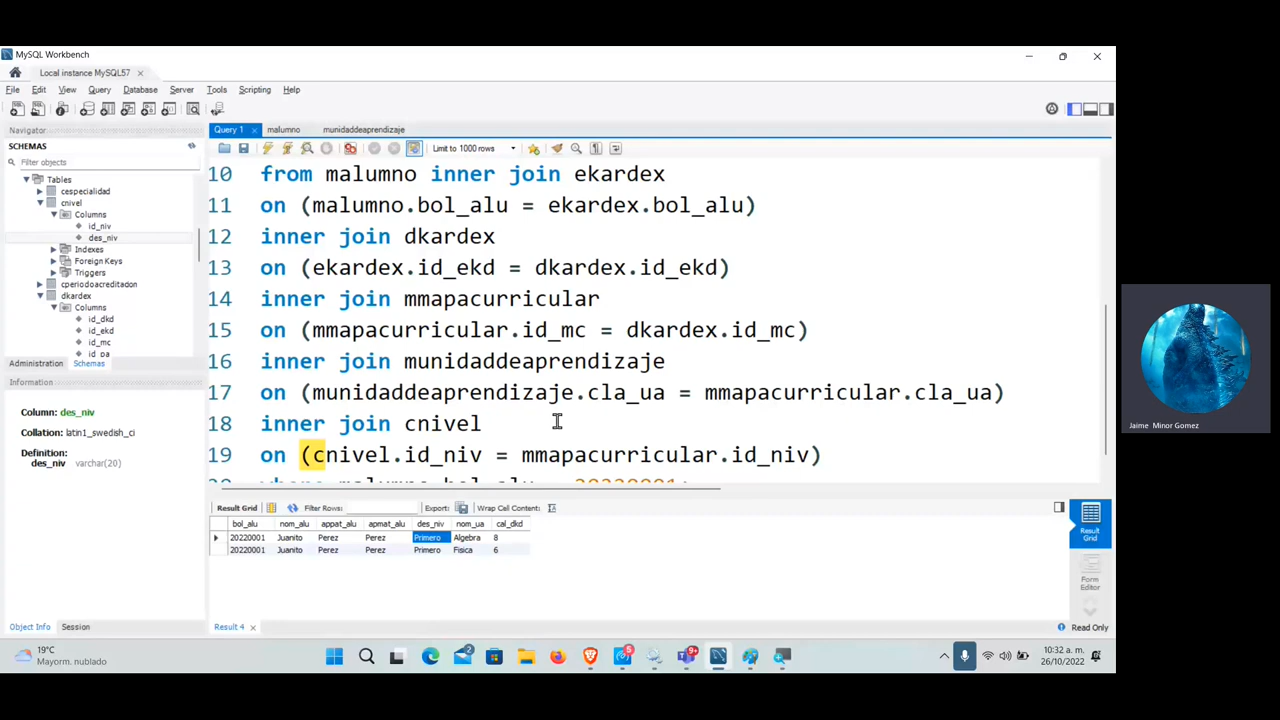 MySQL Workbench
Local instance MySQL57
File Edit View Query Database Server Tools Scripting Help
Navigator
SCHEMAS
Filter objects
Tables
cespecialidad
cnivel
Columns
id_niv
des_niv
Indexes
Foreign Keys
Triggers
cperiodoacreditadon
dkardex
Columns
id_dkd
id_ekd
id_mc
id_pa
Administration Schemas
Information
Column: des_niv
Collation: latin1_swedish_ci
Definition:
des_niv varchar(20)
Object Info Session
Query 1 malumno munidaddeaprendizaje
Limit to 1000 rows
10 from malumno inner join ekardex
11 on (malumno.bol_alu = ekardex.bol_alu)
12 inner join dkardex
13 on (ekardex.id_ekd = dkardex.id_ekd)
14 inner join mmapacurricular
15 on (mmapacurricular.id_mc = dkardex.id_mc)
16 inner join munidaddeaprendizaje
17 on (munidaddeaprendizaje.cla_ua = mmapacurricular.cla_ua)
18 inner join cnivel
19 on (cnivel.id_niv = mmapacurricular.id_niv)
Result Grid Filter Rows: Export: Wrap Cell Content:
bol_alu nom_alu appat_alu apmat_alu des_niv nom_ua cal_dkd
20220001 Juanito Perez Perez Primero Algebra 8
20220001 Juanito Perez Perez Primero Fisica 6
Result
Grid
Form
Editor
Result 4
Read Only
Jaime Minor Gomez
19°C
Mayorm. nublado
2
5
9+
10:32 a. m.
26/10/2022